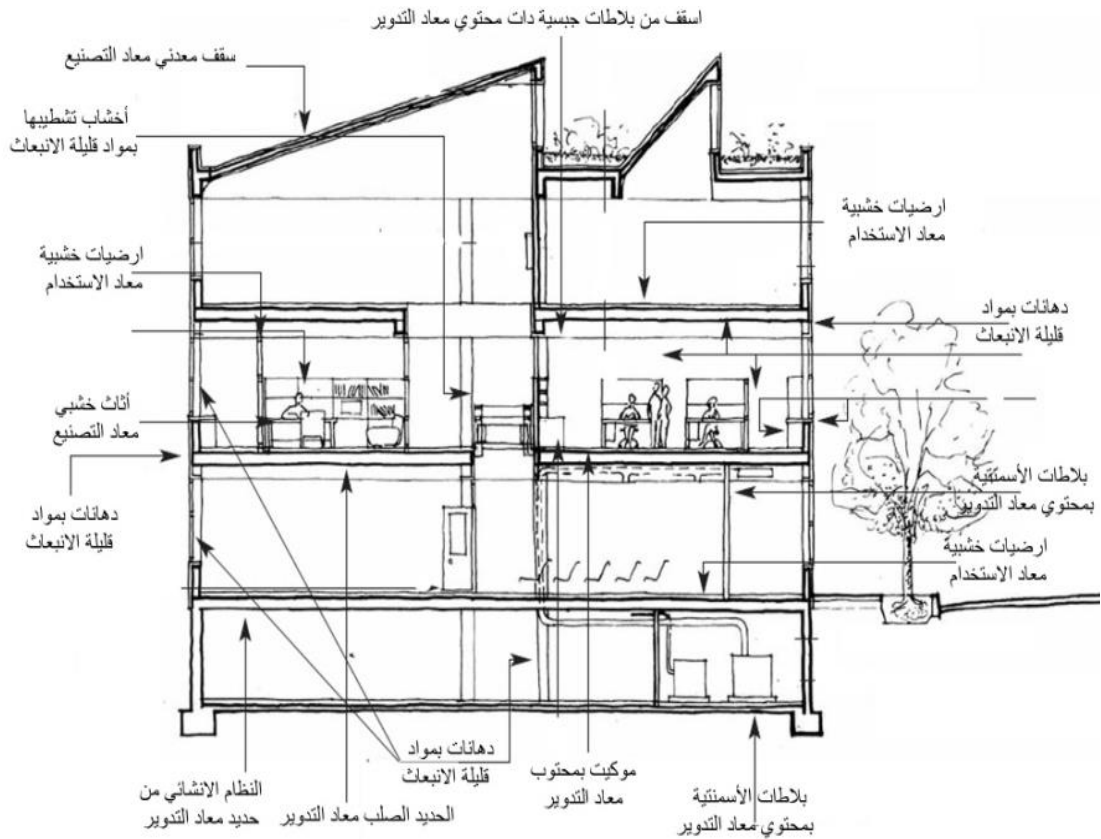 اسقف من بلاطات جبسية دات محتوي معاد التدوير
سقف معدني معاد التصنيع
أخشاب تشطيبها
بمواد قليلة الانبعاث
ارضيات خشبية
معاد الاستخدام
ارضيات خشبية
معاد الاستخدام
دهانات بمواد
قليلة الانبعاث
أثاث خشبي
معاد التصنيع
بلاطات الأسمنتية
بمحتوي معاد التدوير
دهانات بمواد
قليلة الانبعاث
ارضيات خشبية
معاد الاستخدام
دهانات بمواد
قليلة الانبعاث
موكيت بمحتوب
معاد التدوير
النظام الانشائي من
حديد معاد التدوير
الحديد الصلب معاد التدوير
بلاطات الأسمنتية
بمحتوي معاد التدوير